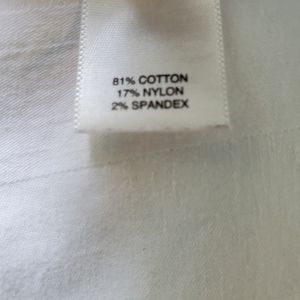 81% COTTON
17% NYLON
2% SPANDEX